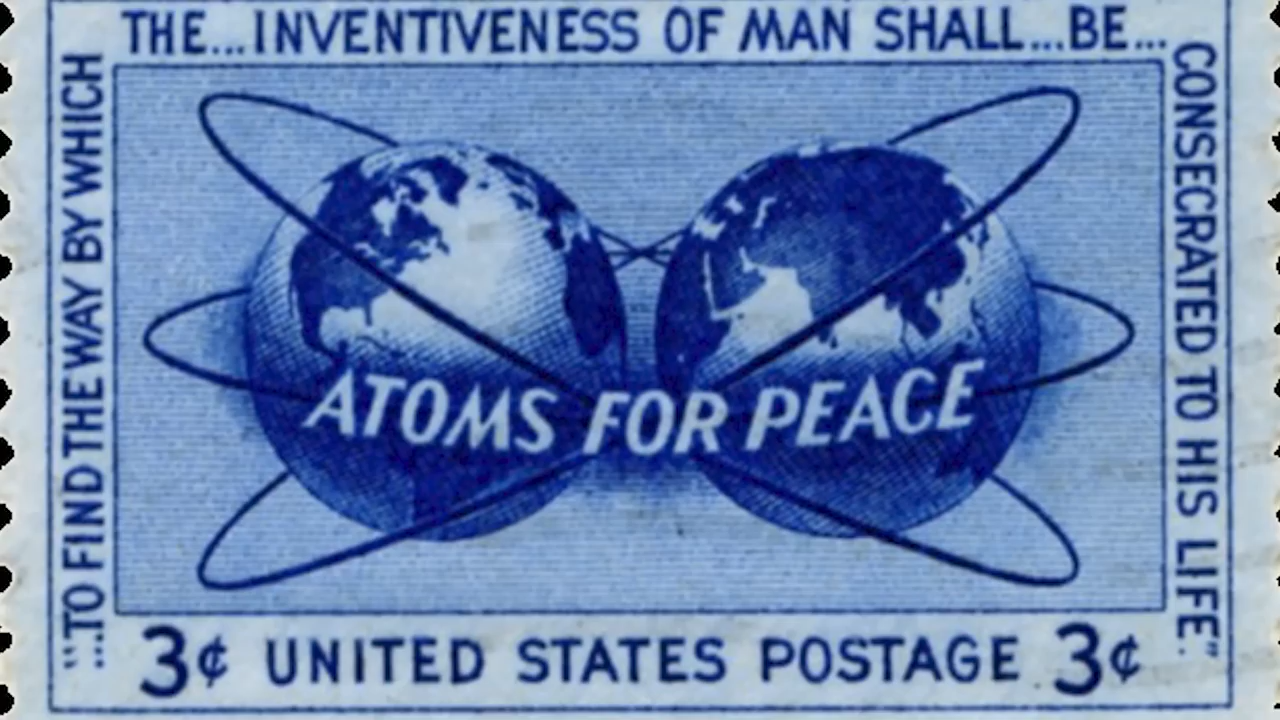 "...TO FIND THE WAY BY WHICH
THE...INVENTIVENESS OF MAN SHALL...BE...
CONSECRATED TO HIS LIFE."
ATOMS FOR PEACE
3¢ UNITED STATES POSTAGE 3¢